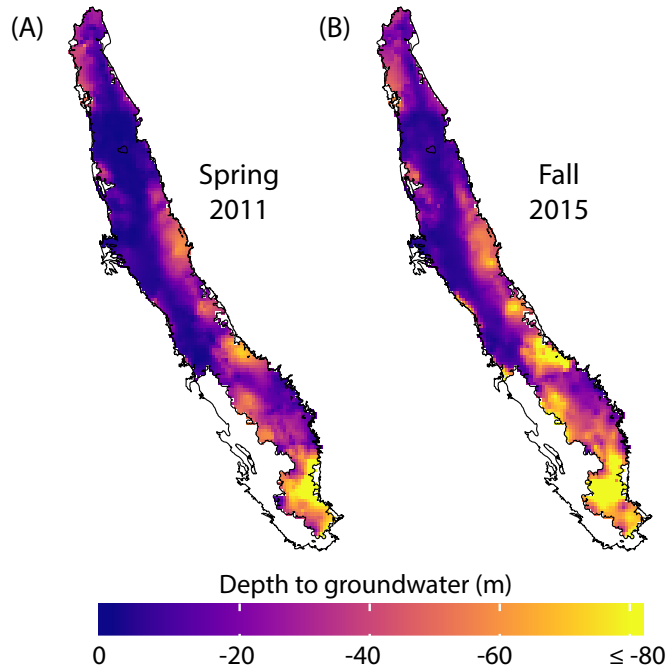 (A)
(B)
Spring
2011
Fall
2015
Depth to groundwater (m)
0 -20 -40 -60 ≤ -80